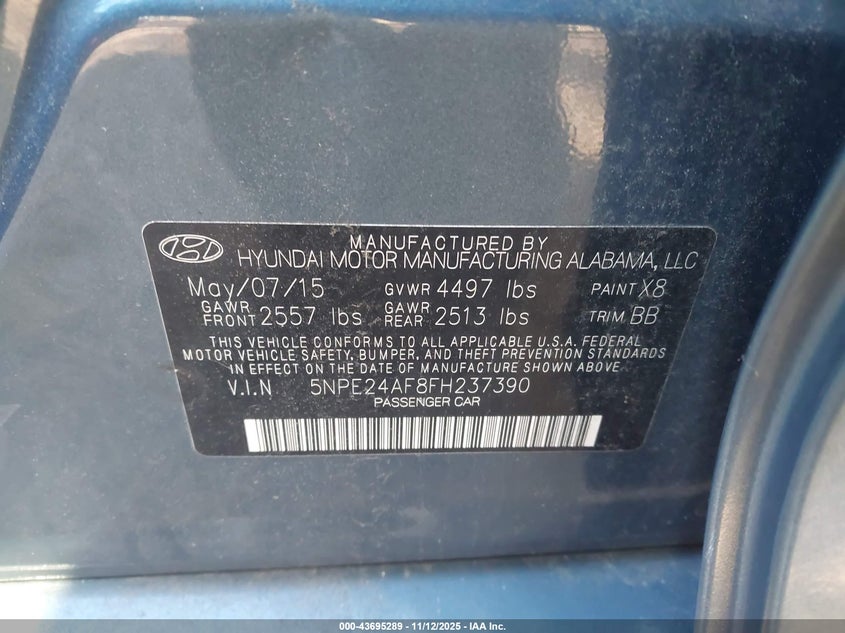 MANUFACTURED BY
HYUNDAI MOTOR MANUFACTURING ALABAMA, LLC
May/07/15 GVWR 4497 lbs PAINT X8
GAWR FRONT 2557 lbs GAWR REAR 2513 lbs TRIM BB
THIS VEHICLE CONFORMS TO ALL APPLICABLE U.S.A. FEDERAL
MOTOR VEHICLE SAFETY, BUMPER, AND THEFT PREVENTION STANDARDS
IN EFFECT ON THE DATE OF MANUFACTURE SHOWN ABOVE.
V.I.N 5NPE24AF8FH237390
PASSENGER CAR
000-43695289 - 11/12/2025 - IAA Inc.